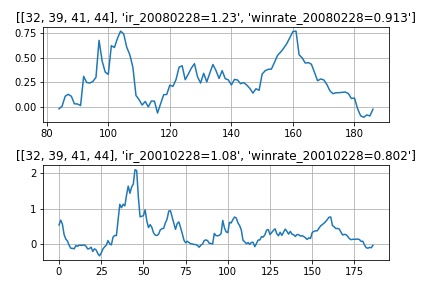 [[32, 39, 41, 44], 'ir_20080228=1.23', 'winrate_20080228=0.913']
0.75
0.50
0.25
0.00
80 100 120 140 160 180
[[32, 39, 41, 44], 'ir_20010228=1.08', 'winrate_20010228=0.802']
2
1
0
0 25 50 75 100 125 150 175